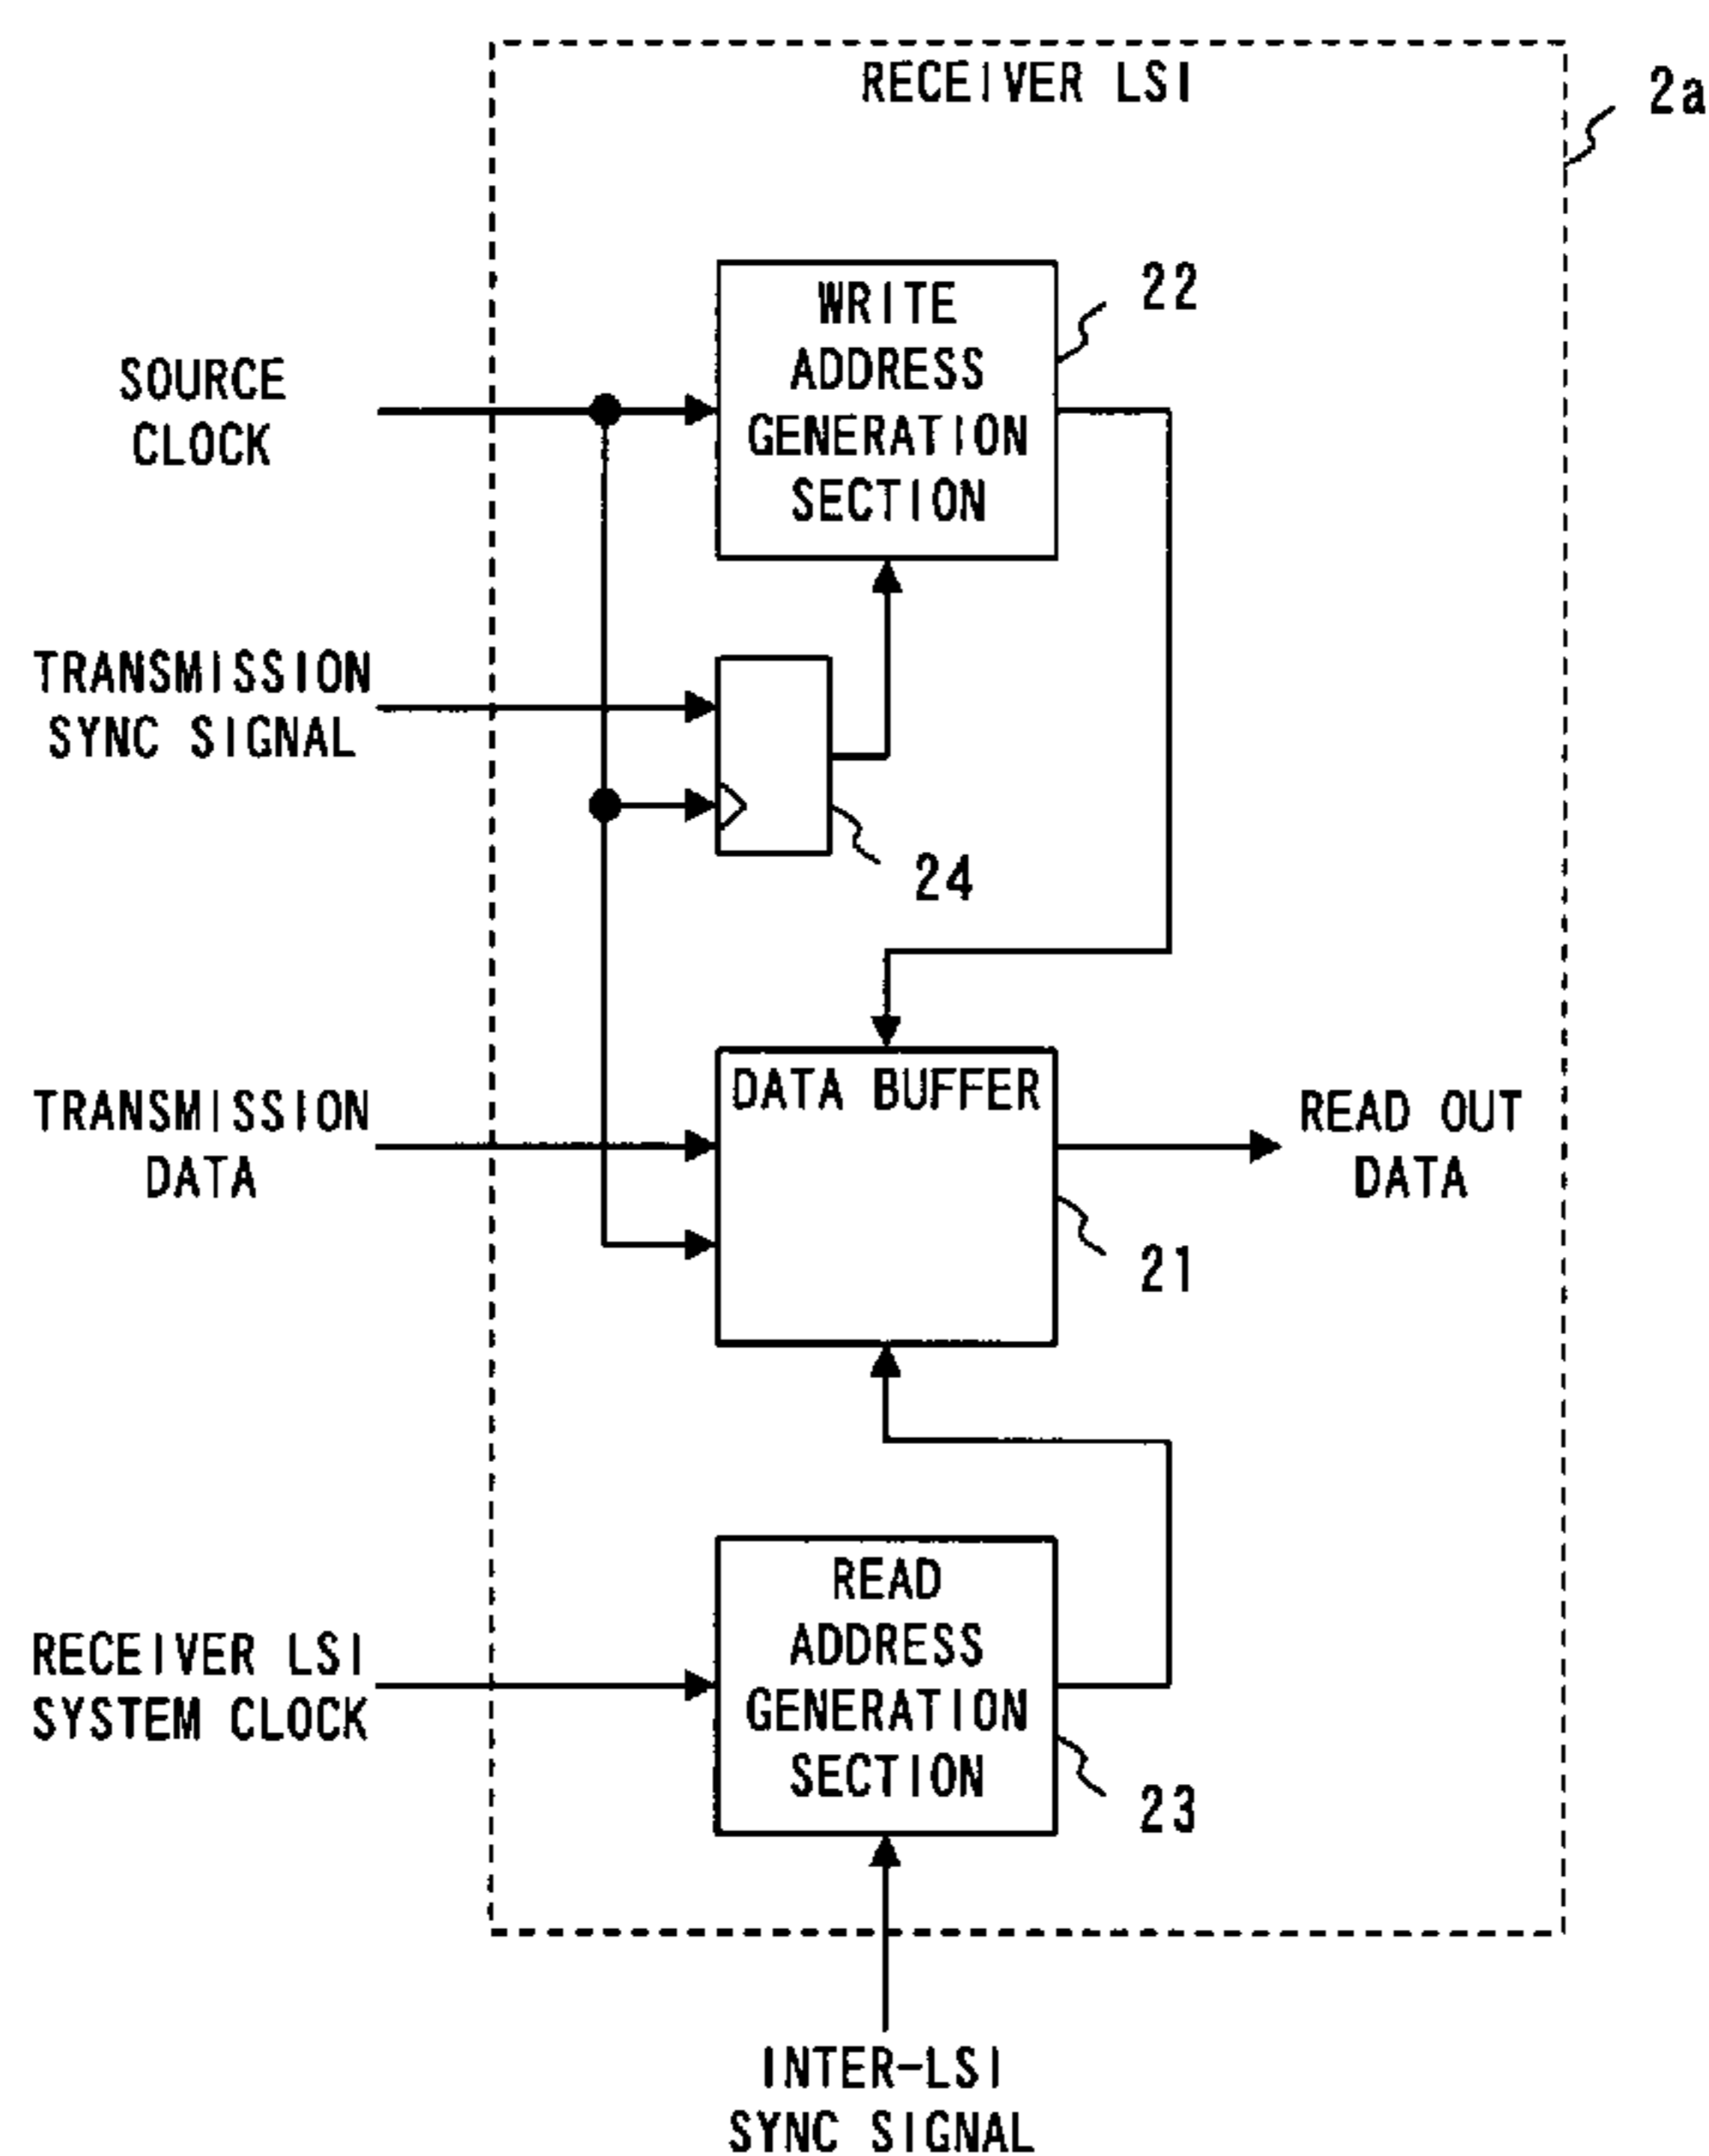 RECEIVER LSI
2a
WRITE
ADDRESS
GENERATION
SECTION
22
SOURCE
CLOCK
TRANSMISSION
SYNC SIGNAL
24
DATA BUFFER
TRANSMISSION
DATA
READ OUT
DATA
21
READ
ADDRESS
GENERATION
SECTION
RECEIVER LSI
SYSTEM CLOCK
23
INTER-LSI
SYNC SIGNAL